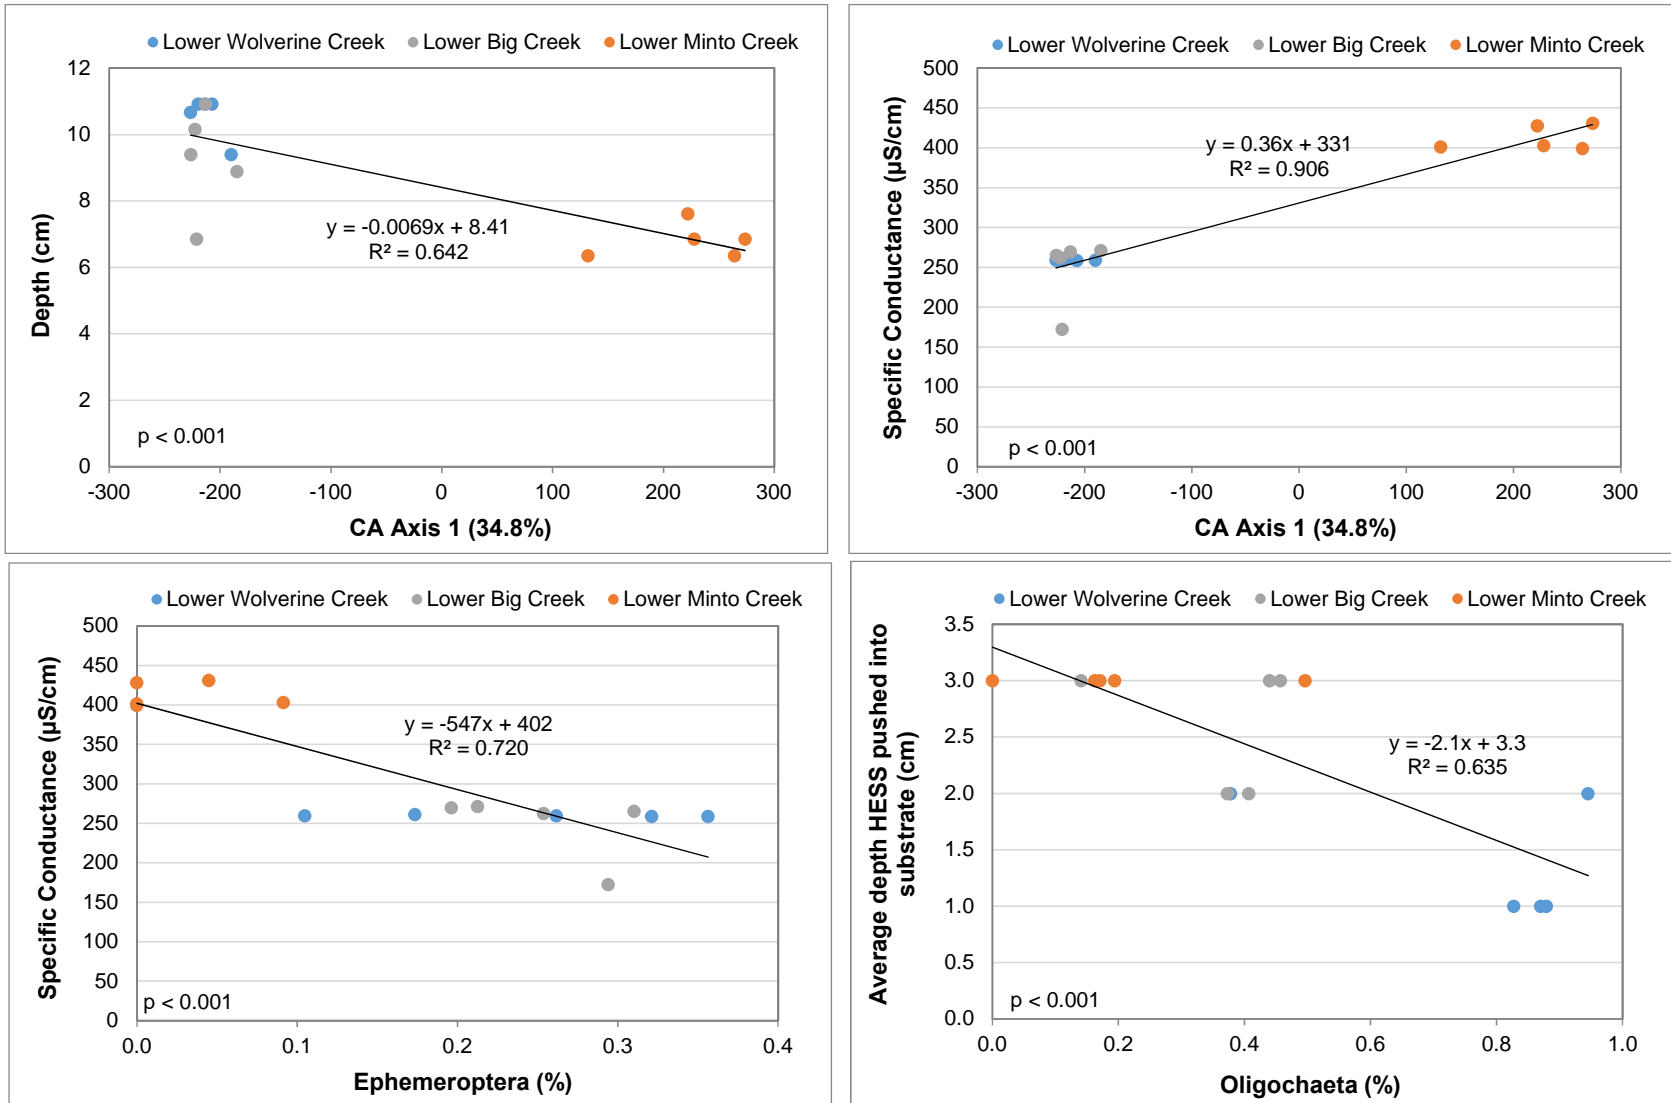 Lower Wolverine Creek Lower Big Creek Lower Minto Creek
12
10
8
6
4
2
0
Depth (cm)
y = -0.0069x + 8.41
R² = 0.642
p < 0.001
-300 -200 -100 0 100 200 300
CA Axis 1 (34.8%)
Lower Wolverine Creek Lower Big Creek Lower Minto Creek
500
450
400
350
300
250
200
150
100
50
0
Specific Conductance (µS/cm)
y = 0.36x + 331
R² = 0.906
p < 0.001
-300 -200 -100 0 100 200 300
CA Axis 1 (34.8%)
Lower Wolverine Creek Lower Big Creek Lower Minto Creek
500
450
400
350
300
250
200
150
100
50
0
Specific Conductance (µS/cm)
y = -547x + 402
R² = 0.720
p < 0.001
0.0 0.1 0.2 0.3 0.4
Ephemeroptera (%)
Lower Wolverine Creek Lower Big Creek Lower Minto Creek
3.5
3.0
2.5
2.0
1.5
1.0
0.5
0.0
Average depth HESS pushed into
substrate (cm)
y = -2.1x + 3.3
R² = 0.635
p < 0.001
0.0 0.2 0.4 0.6 0.8 1.0
Oligochaeta (%)